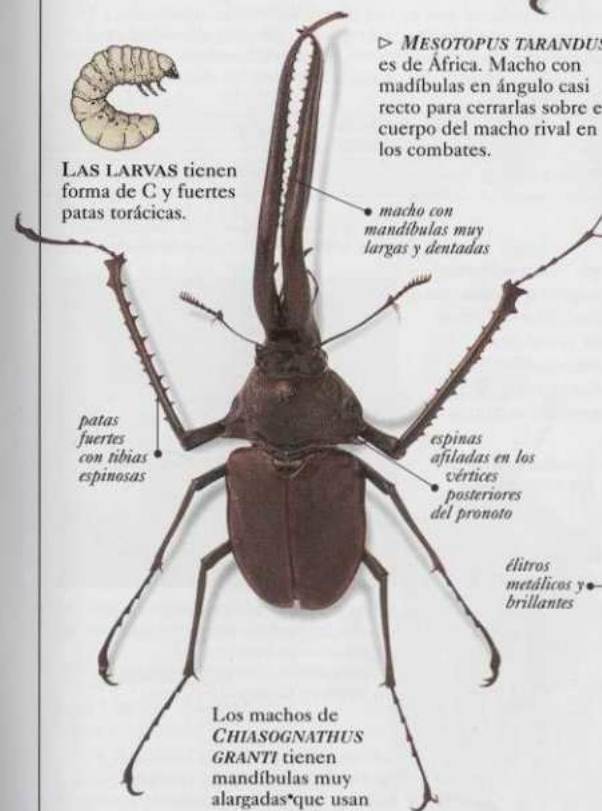 ▷ MESOTOPUS TARANDUS
es de África. Macho con
madíbulas en ángulo casi
recto para cerrarlas sobre e
cuerpo del macho rival en
los combates.
LAS LARVAS tienen
forma de C y fuertes
patas torácicas.
macho con
mandíbulas muy
largas y dentadas
patas
fuertes
con tibias
espinosas
espinas
afiladas en los
vértices
posteriores
del pronoto
élitros
metálicos y
brillantes
Los machos de
CHIASOGNATHUS
GRANTI tienen
mandíbulas muy
alargadas que usan